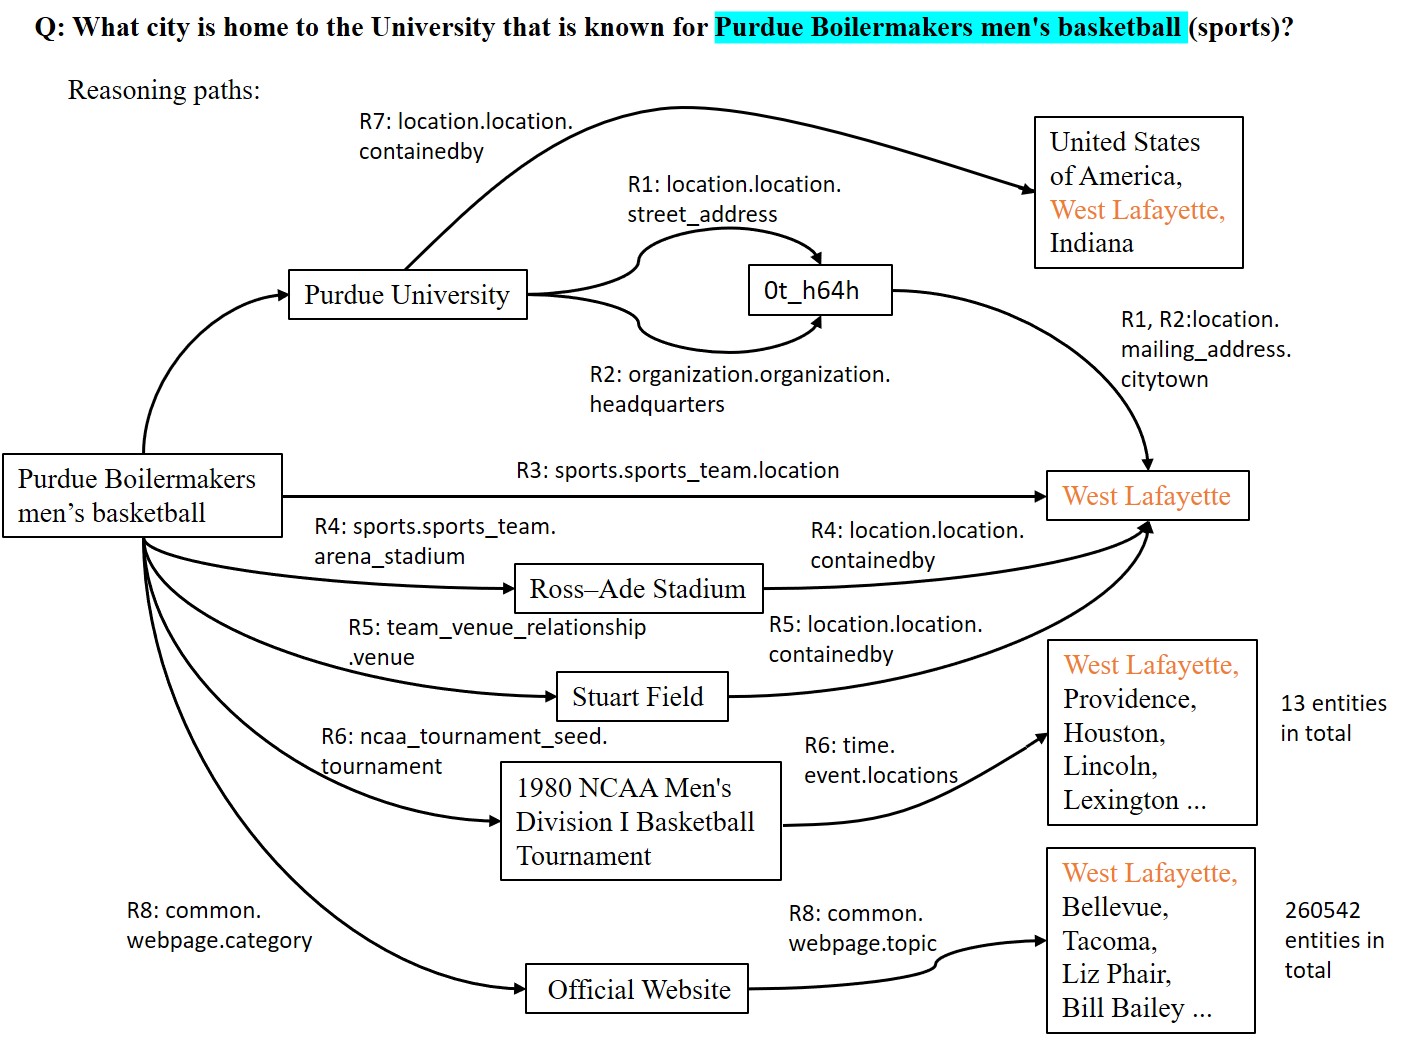 Q: What city is home to the University that is known for Purdue Boilermakers men's basketball (sports)?
Reasoning paths:
R7: location.location.
containedby
United States
of America,
West Lafayette,
Indiana
R1: location.location.
street_address
Purdue University
0t_h64h
R2: organization.organization.
headquarters
R1, R2:location.
mailing_address.
citytown
Purdue Boilermakers
men’s basketball
R3: sports.sports_team.location
West Lafayette
R4: sports.sports_team.
arena_stadium
R4: location.location.
containedby
Ross–Ade Stadium
R5: team_venue_relationship
.venue
R5: location.location.
containedby
Stuart Field
West Lafayette,
Providence,
Houston,
Lincoln,
Lexington ...
13 entities
in total
R6: ncaa_tournament_seed.
tournament
R6: time.
event.locations
1980 NCAA Men's
Division I Basketball
Tournament
R8: common.
webpage.category
R8: common.
webpage.topic
Official Website
West Lafayette,
Bellevue,
Tacoma,
Liz Phair,
Bill Bailey ...
260542
entities in
total